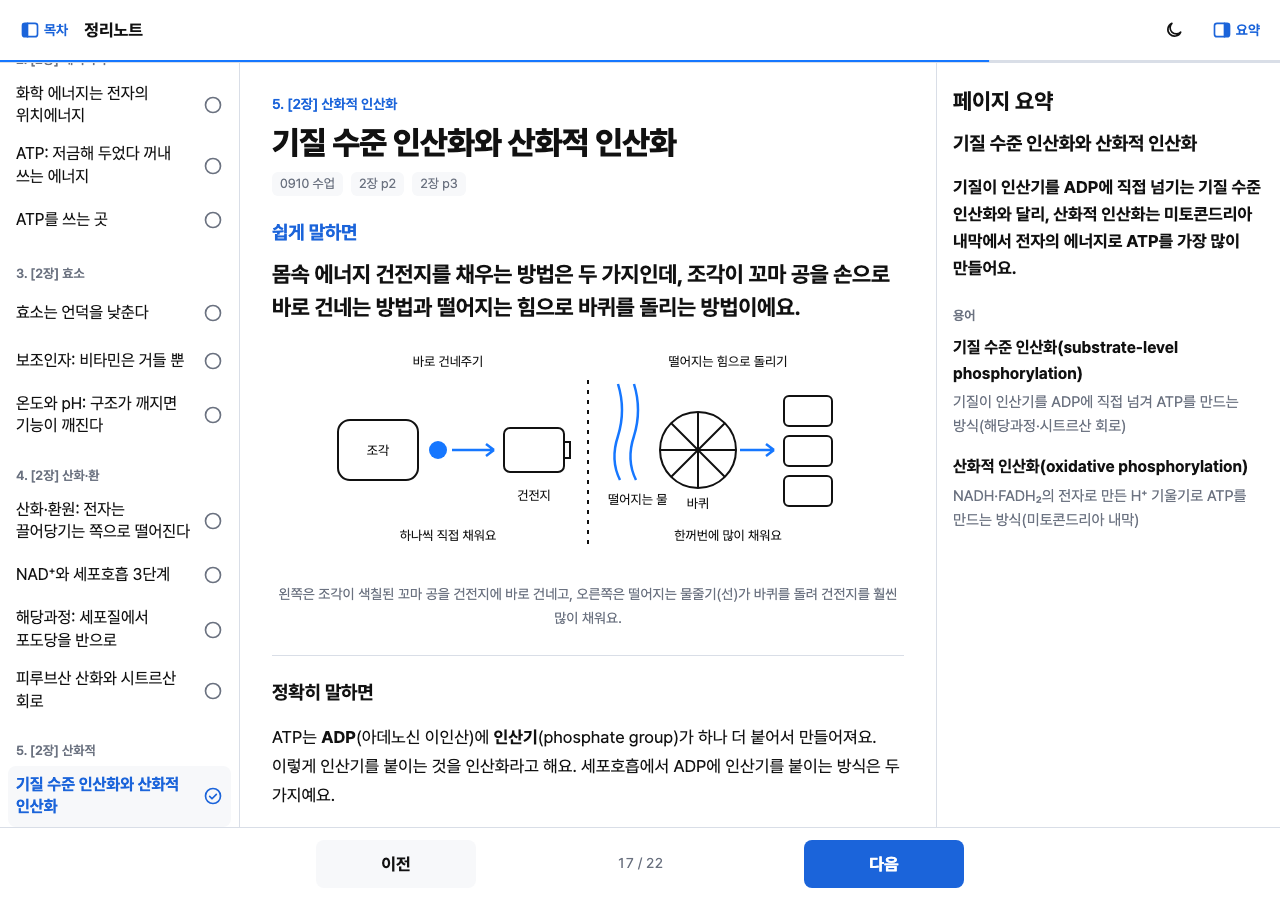 목차
정리노트
요약
화학 에너지는 전자의
위치에너지
ATP: 저금해 두었다 꺼내
쓰는 에너지
ATP를 쓰는 곳
3. [2장] 효소
효소는 언덕을 낮춘다
보조인자: 비타민은 거들 뿐
온도와 pH: 구조가 깨지면
기능이 깨진다
4. [2장] 산화·환
산화·환원: 전자는
끌어당기는 쪽으로 떨어진다
NAD⁺와 세포호흡 3단계
해당과정: 세포질에서
포도당을 반으로
피루브산 산화와 시트르산
회로
5. [2장] 산화적
기질 수준 인산화와 산화적
인산화
5. [2장] 산화적 인산화
기질 수준 인산화와 산화적 인산화
0910 수업
2장 p2
2장 p3
쉽게 말하면
몸속 에너지 건전지를 채우는 방법은 두 가지인데, 조각이 꼬마 공을 손으로
바로 건네는 방법과 떨어지는 힘으로 바퀴를 돌리는 방법이에요.
바로 건네주기
떨어지는 힘으로 돌리기
조각
건전지
떨어지는 물
바퀴
하나씩 직접 채워요
한꺼번에 많이 채워요
왼쪽은 조각이 색칠된 꼬마 공을 건전지에 바로 건네고, 오른쪽은 떨어지는 물줄기(선)가 바퀴를 돌려 건전지를 훨씬
많이 채워요.
정확히 말하면
ATP는 ADP(아데노신 이인산)에 인산기(phosphate group)가 하나 더 붙어서 만들어져요.
이렇게 인산기를 붙이는 것을 인산화라고 해요. 세포호흡에서 ADP에 인산기를 붙이는 방식은 두
가지예요.
페이지 요약
기질 수준 인산화와 산화적 인산화
기질이 인산기를 ADP에 직접 넘기는 기질 수준
인산화와 달리, 산화적 인산화는 미토콘드리아
내막에서 전자의 에너지로 ATP를 가장 많이
만들어요.
용어
기질 수준 인산화(substrate-level
phosphorylation)
기질이 인산기를 ADP에 직접 넘겨 ATP를 만드는
방식(해당과정·시트르산 회로)
산화적 인산화(oxidative phosphorylation)
NADH·FADH₂의 전자로 만든 H⁺ 기울기로 ATP를
만드는 방식(미토콘드리아 내막)
이전
17 / 22
다음